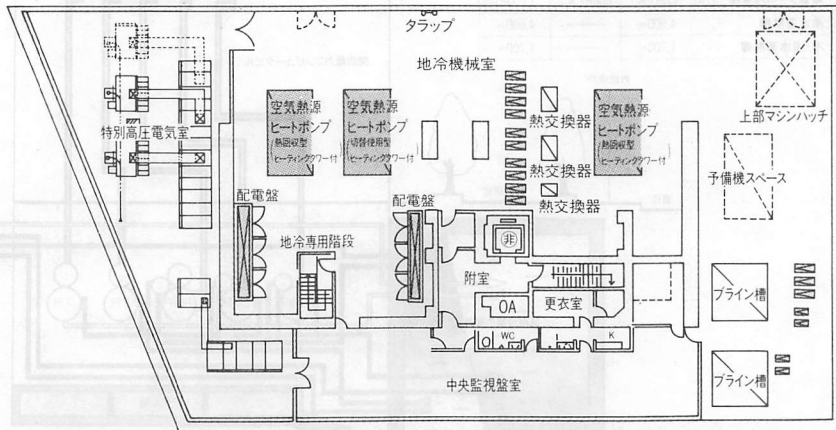 タラップ
地冷機械室
上部マシンハッチ
特別高圧電気室
空気熱源
ヒートポンプ
(熱回収型
ヒーティングタワー付)
空気熱源
ヒートポンプ
(切替使用型
ヒーティングタワー付)
熱交換器
熱交換器
熱交換器
空気熱源
ヒートポンプ
(熱回収型
ヒーティングタワー付)
予備機スペース
配電盤
配電盤
地冷専用階段
非
附室
OA
更衣室
WC
K
ブライン槽
ブライン槽
中央監視盤室